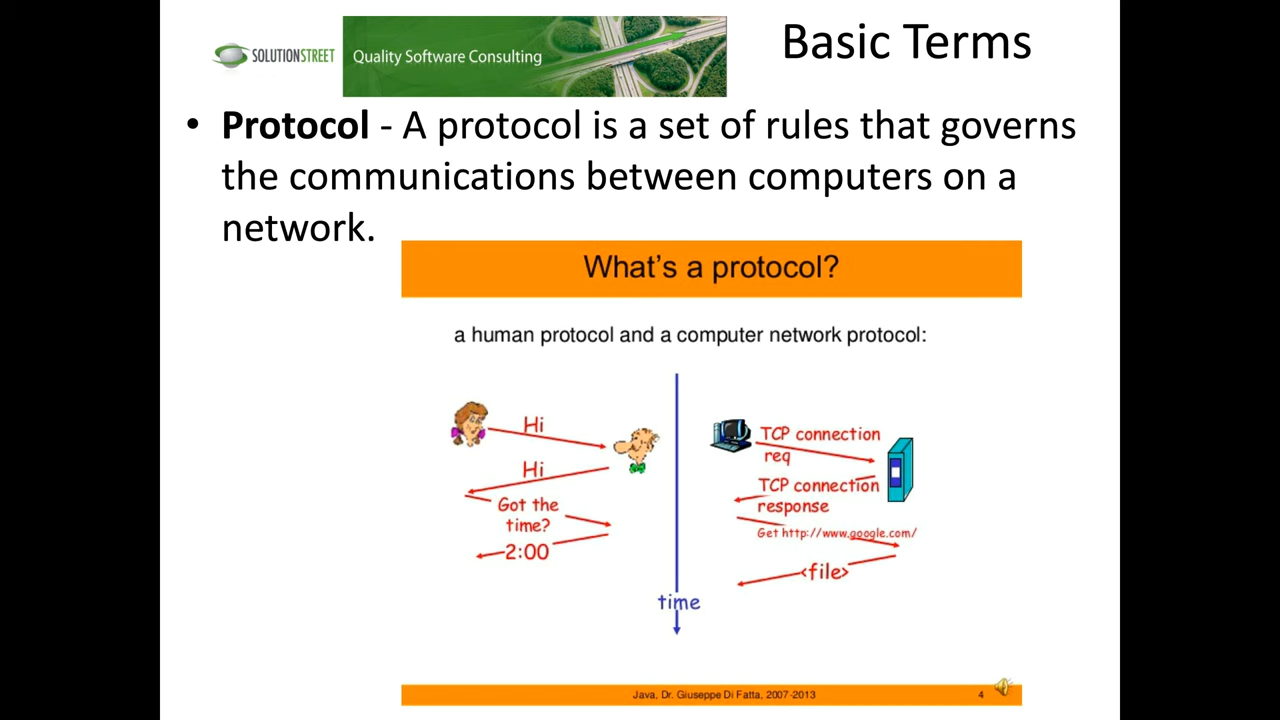 SOLUTIONSTREET
Quality Software Consulting
Basic Terms
• Protocol - A protocol is a set of rules that governs
the communications between computers on a
network.
What's a protocol?
a human protocol and a computer network protocol:
Hi
Hi
Got the
time?
2:00
TCP connection
req
TCP connection
response
Get http://www.google.com/
<file>
time
Java, Dr. Giuseppe Di Fatta, 2007-2013
4